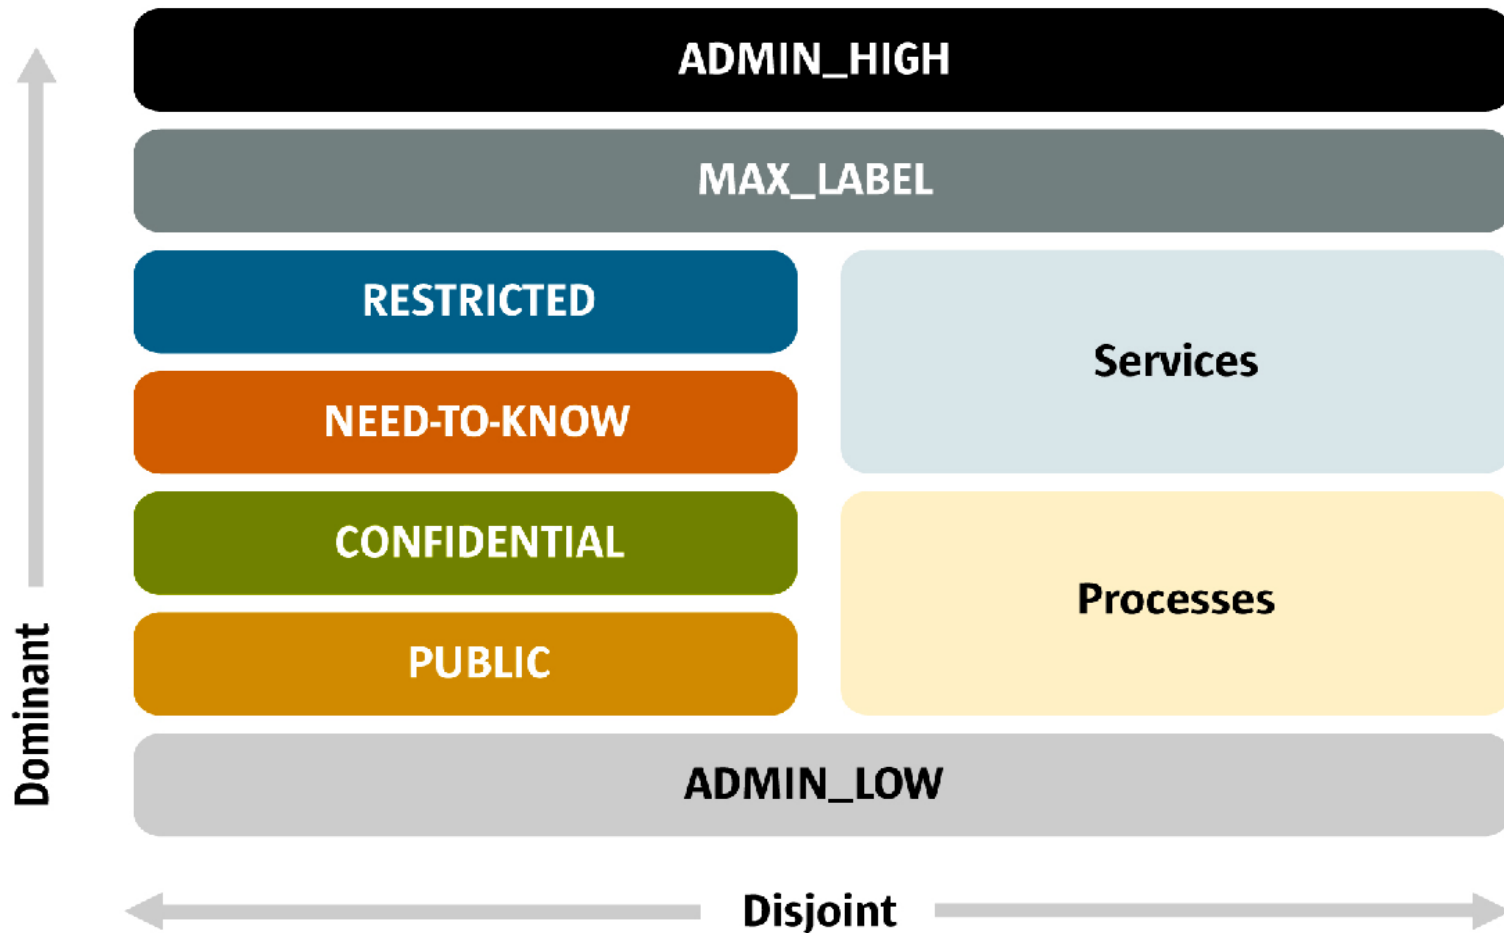 ADMIN_HIGH
MAX_LABEL
RESTRICTED
Services
NEED-TO-KNOW
CONFIDENTIAL
Processes
PUBLIC
ADMIN_LOW
Dominant
Disjoint